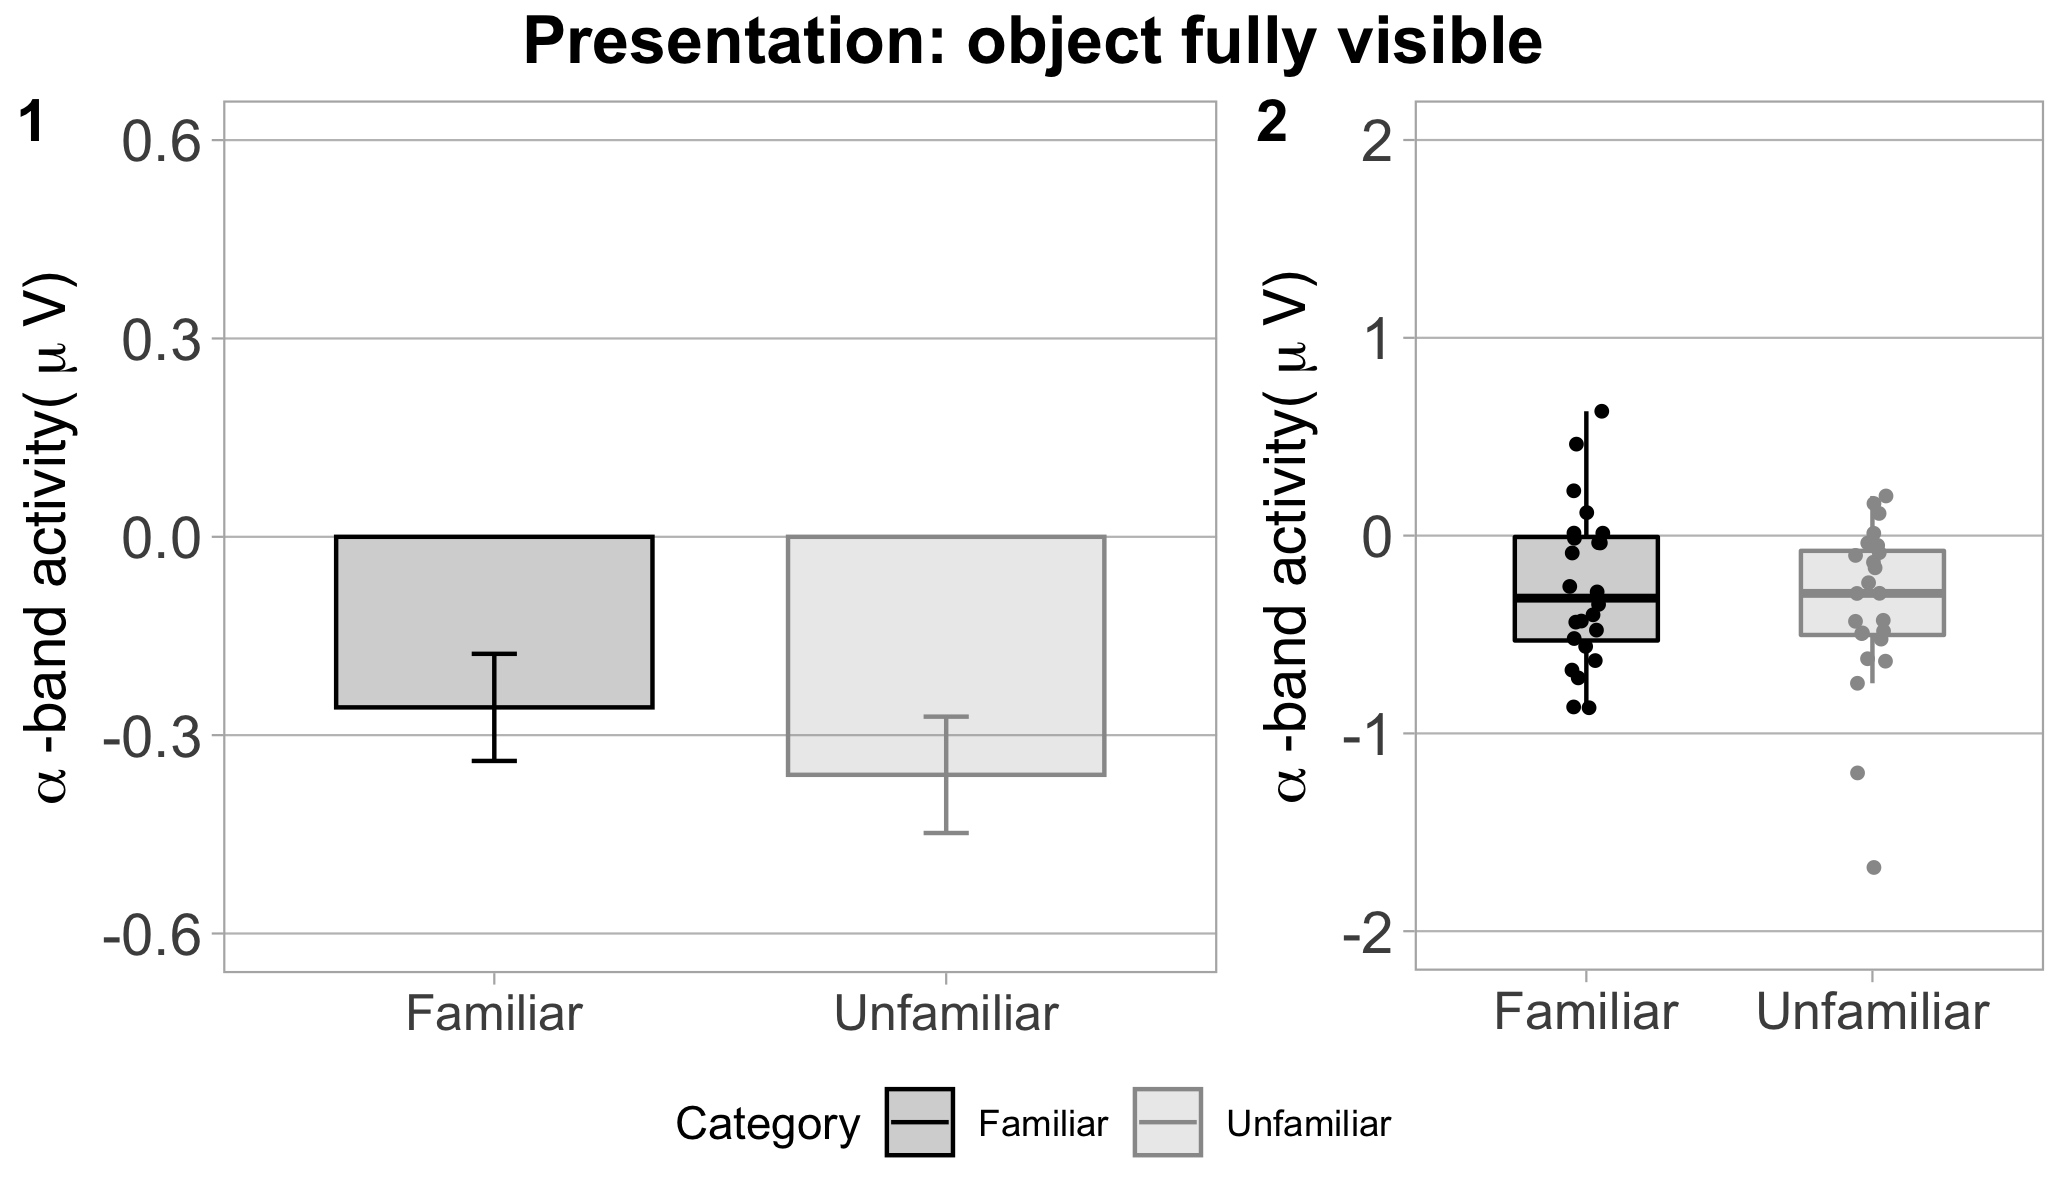 Presentation: object fully visible
1
α -band activity( μ V)
0.6
0.3
0.0
-0.3
-0.6
Familiar Unfamiliar
2
α -band activity( μ V)
2
1
0
-1
-2
Familiar Unfamiliar
Category Familiar Unfamiliar